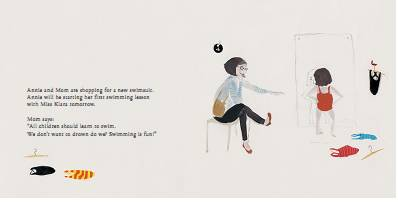 Annie and Mom are shopping for a new swimsuit.
Annie will be starting her first swimming lesson
with Miss Klara tomorrow.
Mom says:
"All children should learn to swim.
We don't want to drown do we? Swimming is fun!"